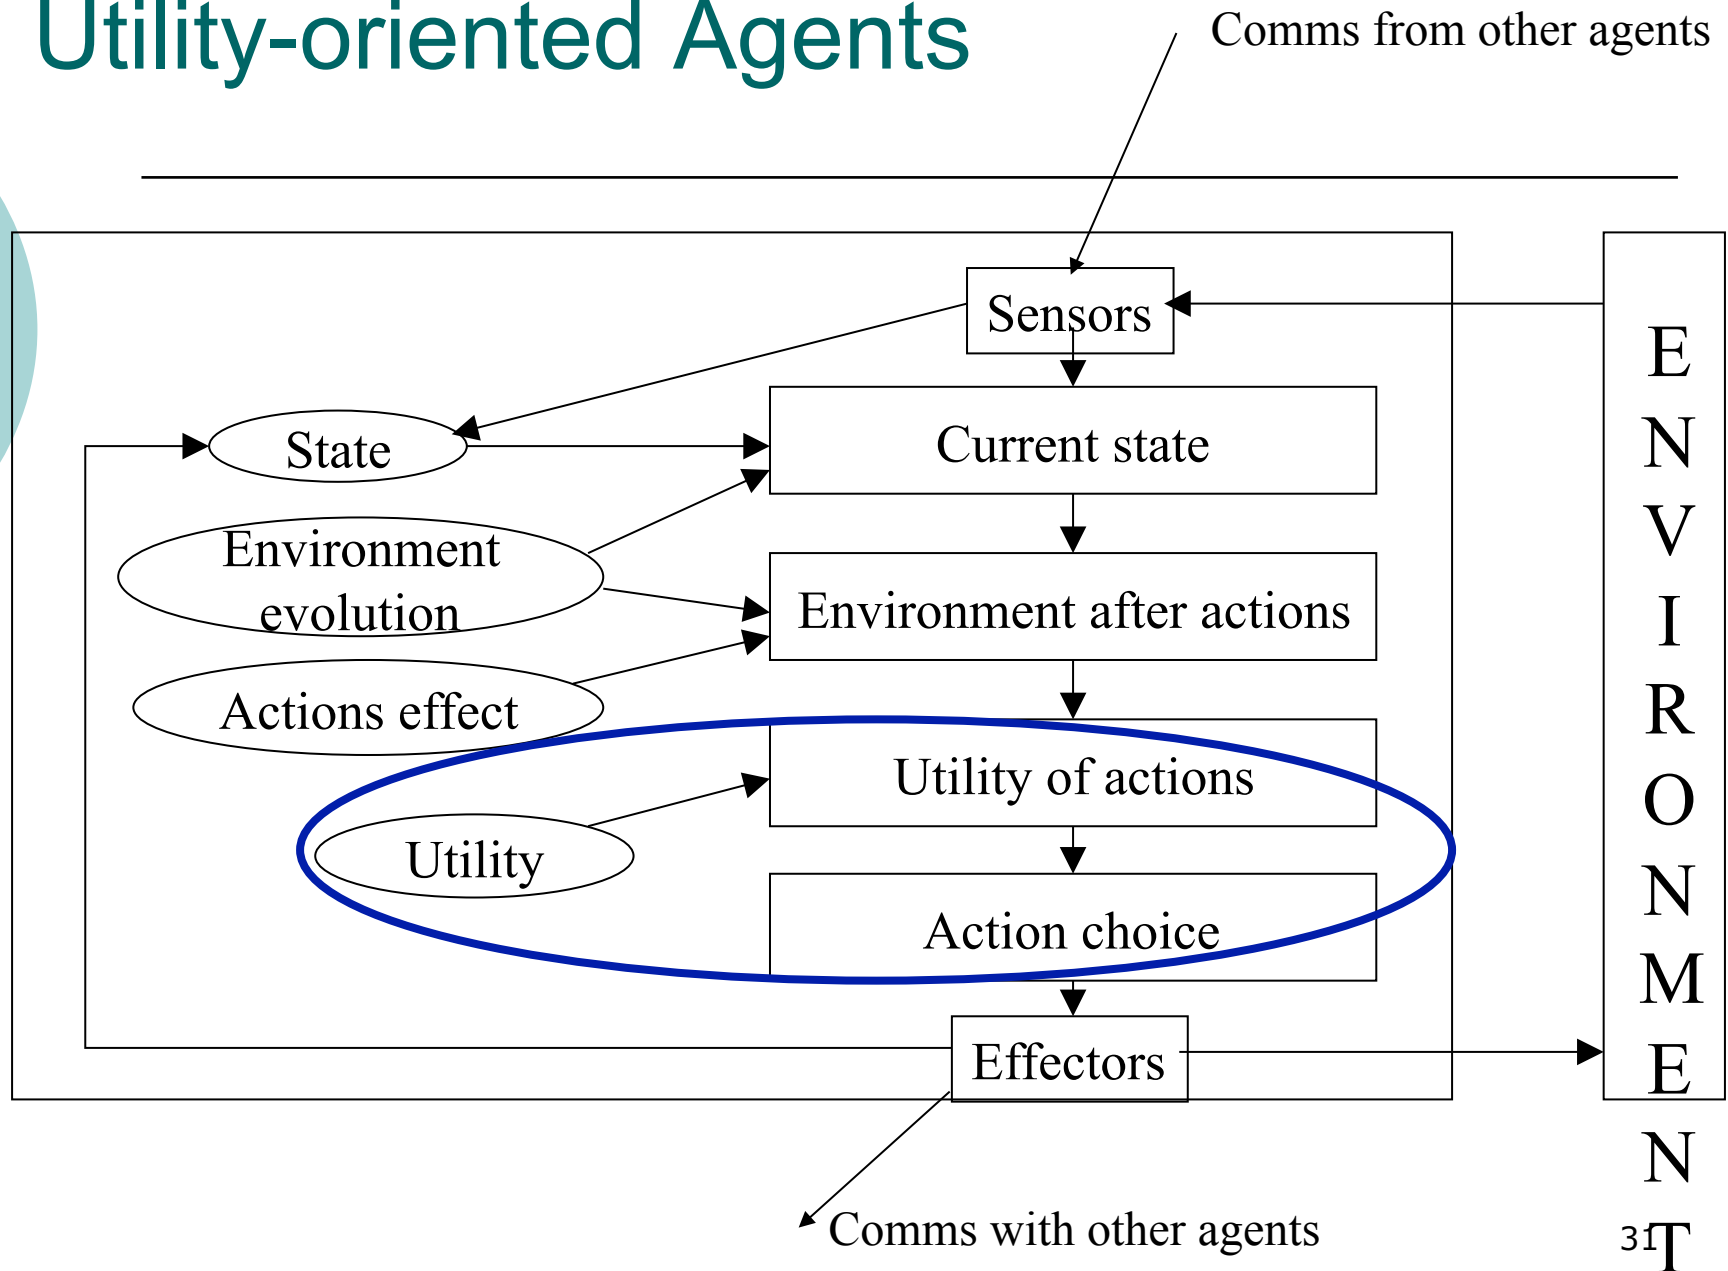 Utility-oriented Agents
Comms from other agents
Sensors
State
Current state
Environment
evolution
Environment after actions
Actions effect
Utility of actions
Utility
Action choice
Effectors
Comms with other agents
E
N
V
I
R
O
N
M
E
N
T
31